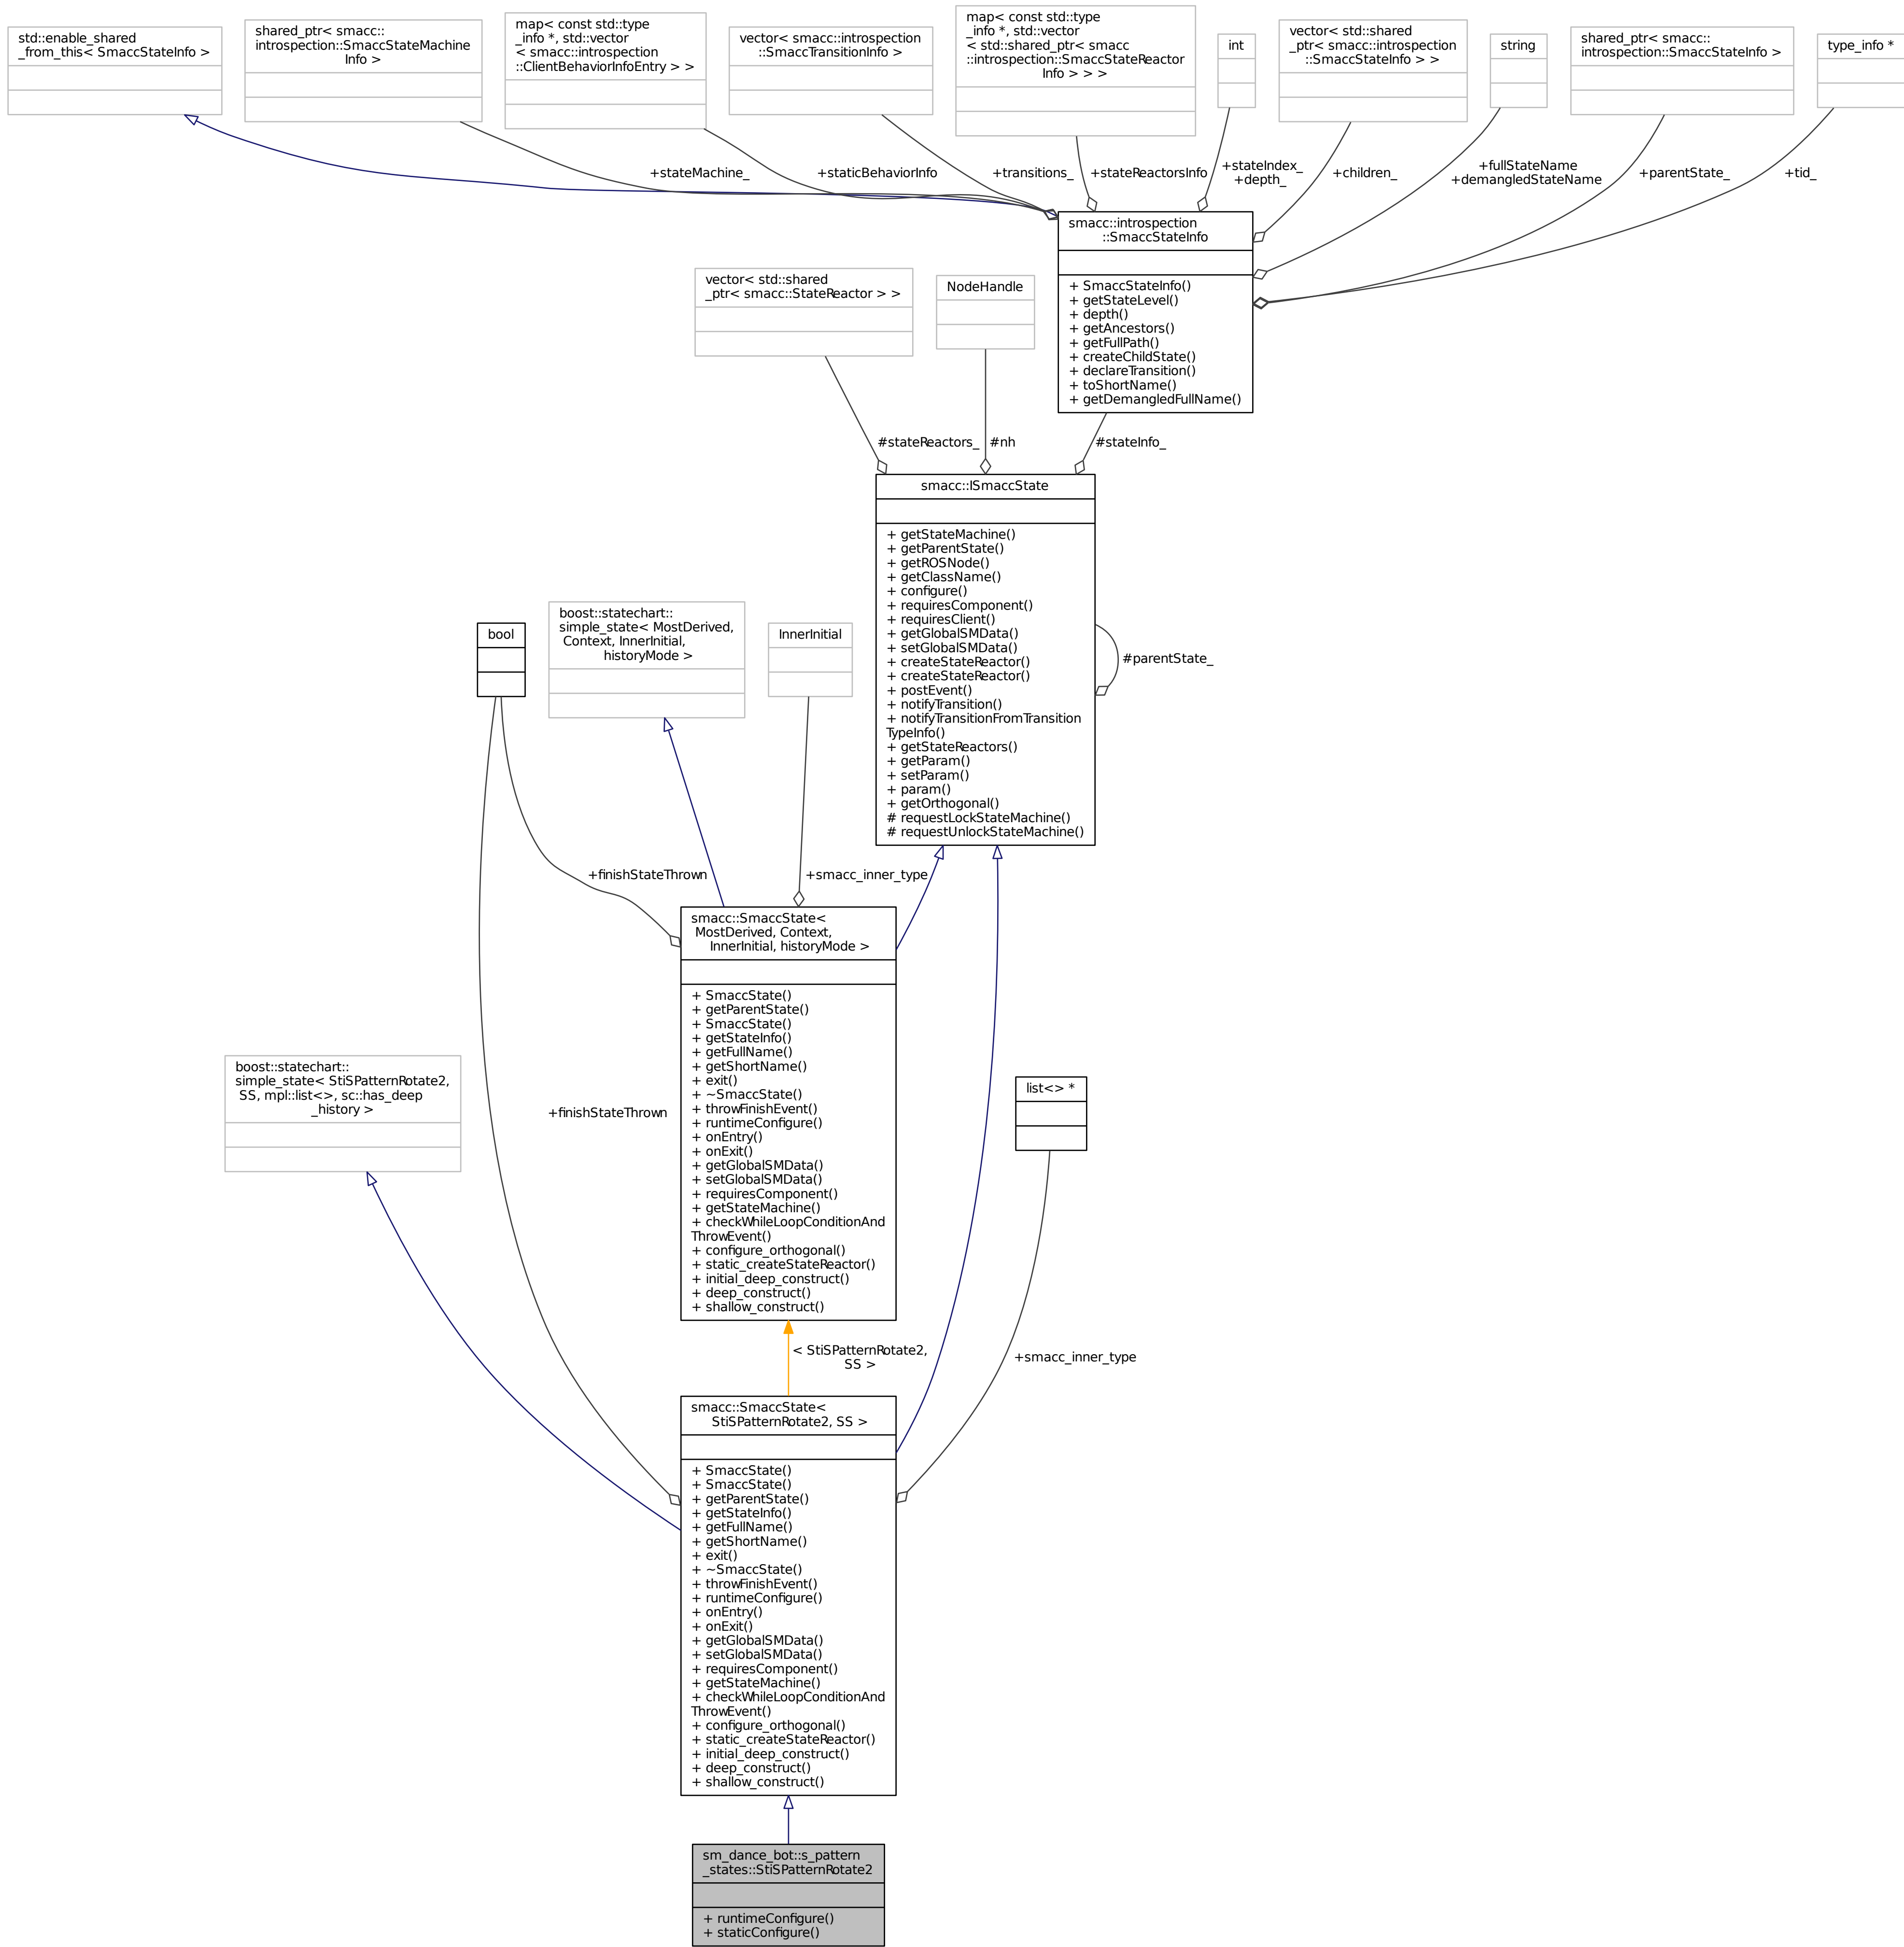 std::enable_shared
_from_this< SmaccStateInfo >
shared_ptr< smacc::
introspection::SmaccStateMachine
Info >
map< const std::type
_info *, std::vector
< smacc::introspection
::ClientBehaviorInfoEntry > >
vector< smacc::introspection
::SmaccTransitionInfo >
map< const std::type
_info *, std::vector
< std::shared_ptr< smacc
::introspection::SmaccStateReactor
Info > > >
int
vector< std::shared
_ptr< smacc::introspection
::SmaccStateInfo > >
string
shared_ptr< smacc::
introspection::SmaccStateInfo >
type_info *
+stateMachine_
+staticBehaviorInfo
+transitions_
+stateReactorsInfo
+stateIndex_
+depth_
+children_
+fullStateName
+demangledStateName
+parentState_
+tid_
smacc::introspection
::SmaccStateInfo
+ SmaccStateInfo()
+ getStateLevel()
+ depth()
+ getAncestors()
+ getFullPath()
+ createChildState()
+ declareTransition()
+ toShortName()
+ getDemangledFullName()
vector< std::shared
_ptr< smacc::StateReactor > >
NodeHandle
#stateReactors_
#nh
#stateInfo_
smacc::ISmaccState
+ getStateMachine()
+ getParentState()
+ getROSNode()
+ getClassName()
+ configure()
+ requiresComponent()
+ requiresClient()
+ getGlobalSMData()
+ setGlobalSMData()
+ createStateReactor()
+ createStateReactor()
+ postEvent()
+ notifyTransition()
+ notifyTransitionFromTransition
TypeInfo()
+ getStateReactors()
+ getParam()
+ setParam()
+ param()
+ getOrthogonal()
# requestLockStateMachine()
# requestUnlockStateMachine()
#parentState_
bool
boost::statechart::
simple_state< MostDerived,
Context, InnerInitial,
historyMode >
InnerInitial
+finishStateThrown
+smacc_inner_type
smacc::SmaccState<
MostDerived, Context,
InnerInitial, historyMode >
+ SmaccState()
+ getParentState()
+ SmaccState()
+ getStateInfo()
+ getFullName()
+ getShortName()
+ exit()
+ ~SmaccState()
+ throwFinishEvent()
+ runtimeConfigure()
+ onEntry()
+ onExit()
+ getGlobalSMData()
+ setGlobalSMData()
+ requiresComponent()
+ getStateMachine()
+ checkWhileLoopConditionAnd
ThrowEvent()
+ configure_orthogonal()
+ static_createStateReactor()
+ initial_deep_construct()
+ deep_construct()
+ shallow_construct()
boost::statechart::
simple_state< StiSPatternRotate2,
SS, mpl::list<>, sc::has_deep
_history >
+finishStateThrown
list<> *
< StiSPatternRotate2,
SS >
+smacc_inner_type
smacc::SmaccState<
StiSPatternRotate2, SS >
+ SmaccState()
+ SmaccState()
+ getParentState()
+ getStateInfo()
+ getFullName()
+ getShortName()
+ exit()
+ ~SmaccState()
+ throwFinishEvent()
+ runtimeConfigure()
+ onEntry()
+ onExit()
+ getGlobalSMData()
+ setGlobalSMData()
+ requiresComponent()
+ getStateMachine()
+ checkWhileLoopConditionAnd
ThrowEvent()
+ configure_orthogonal()
+ static_createStateReactor()
+ initial_deep_construct()
+ deep_construct()
+ shallow_construct()
sm_dance_bot::s_pattern
_states::StiSPatternRotate2
+ runtimeConfigure()
+ staticConfigure()